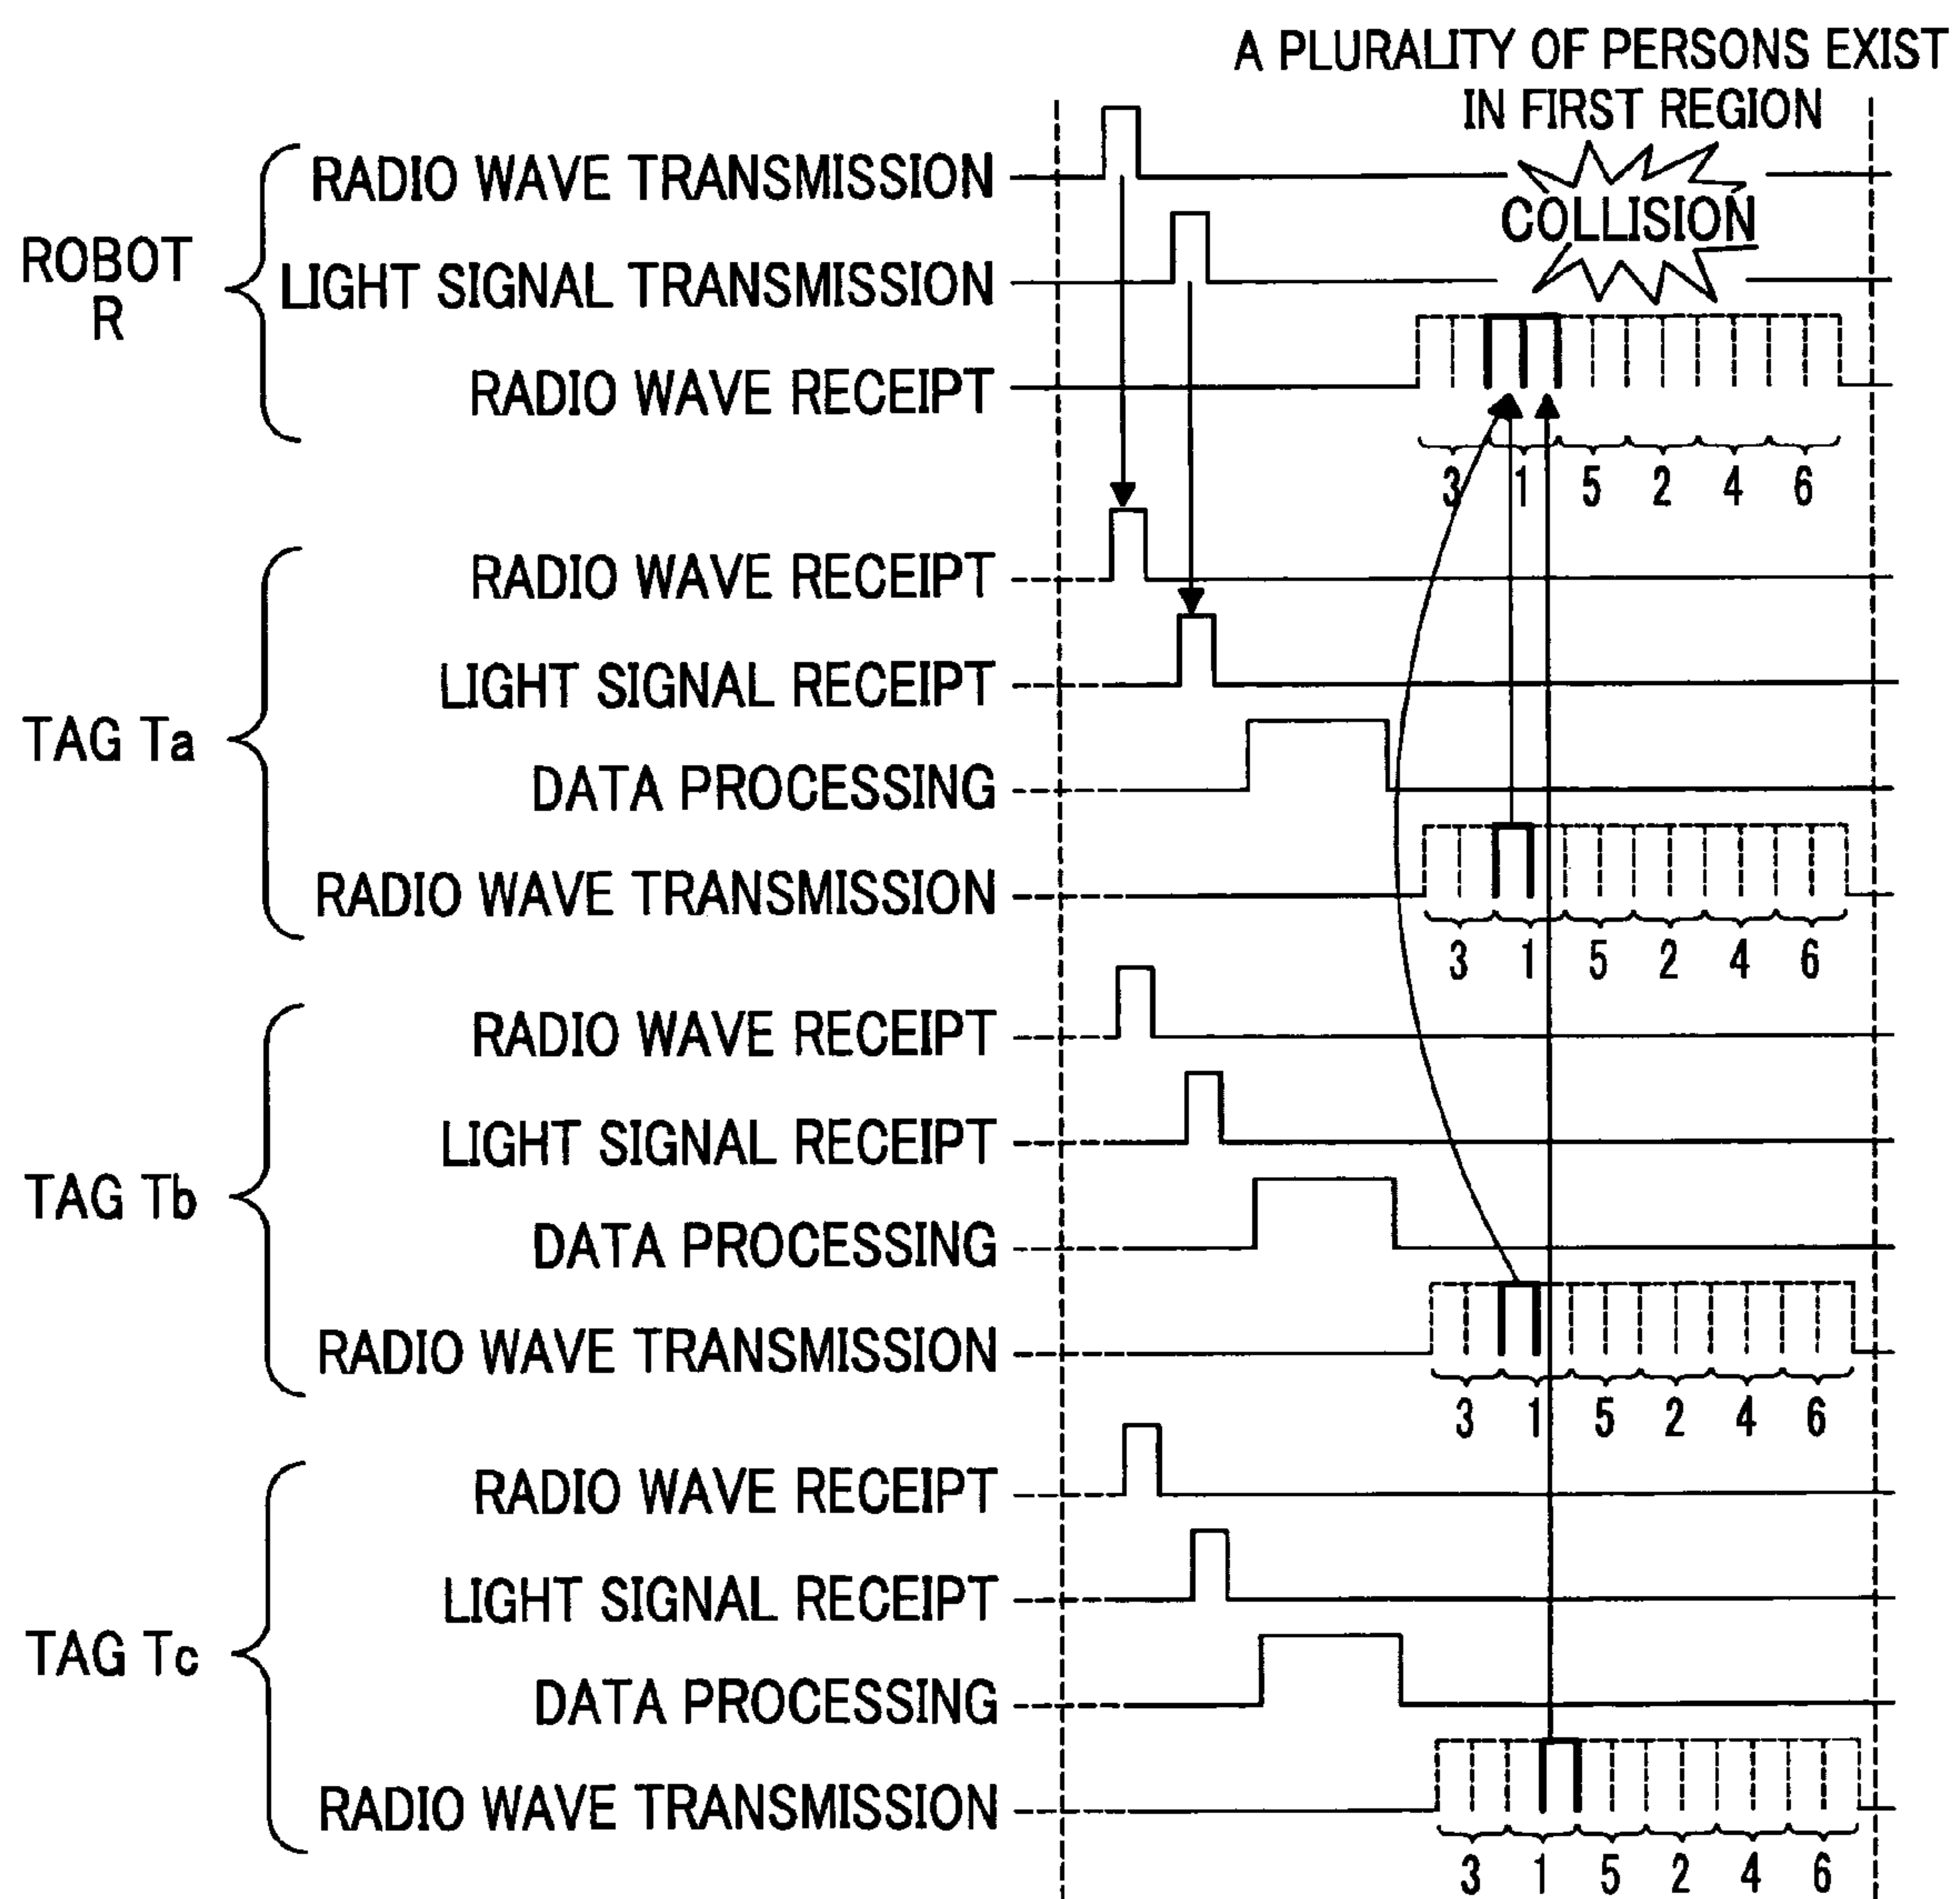 A PLURALITY OF PERSONS EXIST
IN FIRST REGION
ROBOT
R
RADIO WAVE TRANSMISSION
COLLISION
LIGHT SIGNAL TRANSMISSION
RADIO WAVE RECEIPT
3 1 5 2 4 6
TAG Ta
RADIO WAVE RECEIPT
LIGHT SIGNAL RECEIPT
DATA PROCESSING
RADIO WAVE TRANSMISSION
3 1 5 2 4 6
TAG Tb
RADIO WAVE RECEIPT
LIGHT SIGNAL RECEIPT
DATA PROCESSING
RADIO WAVE TRANSMISSION
3 1 5 2 4 6
TAG Tc
RADIO WAVE RECEIPT
LIGHT SIGNAL RECEIPT
DATA PROCESSING
RADIO WAVE TRANSMISSION
3 1 5 2 4 6